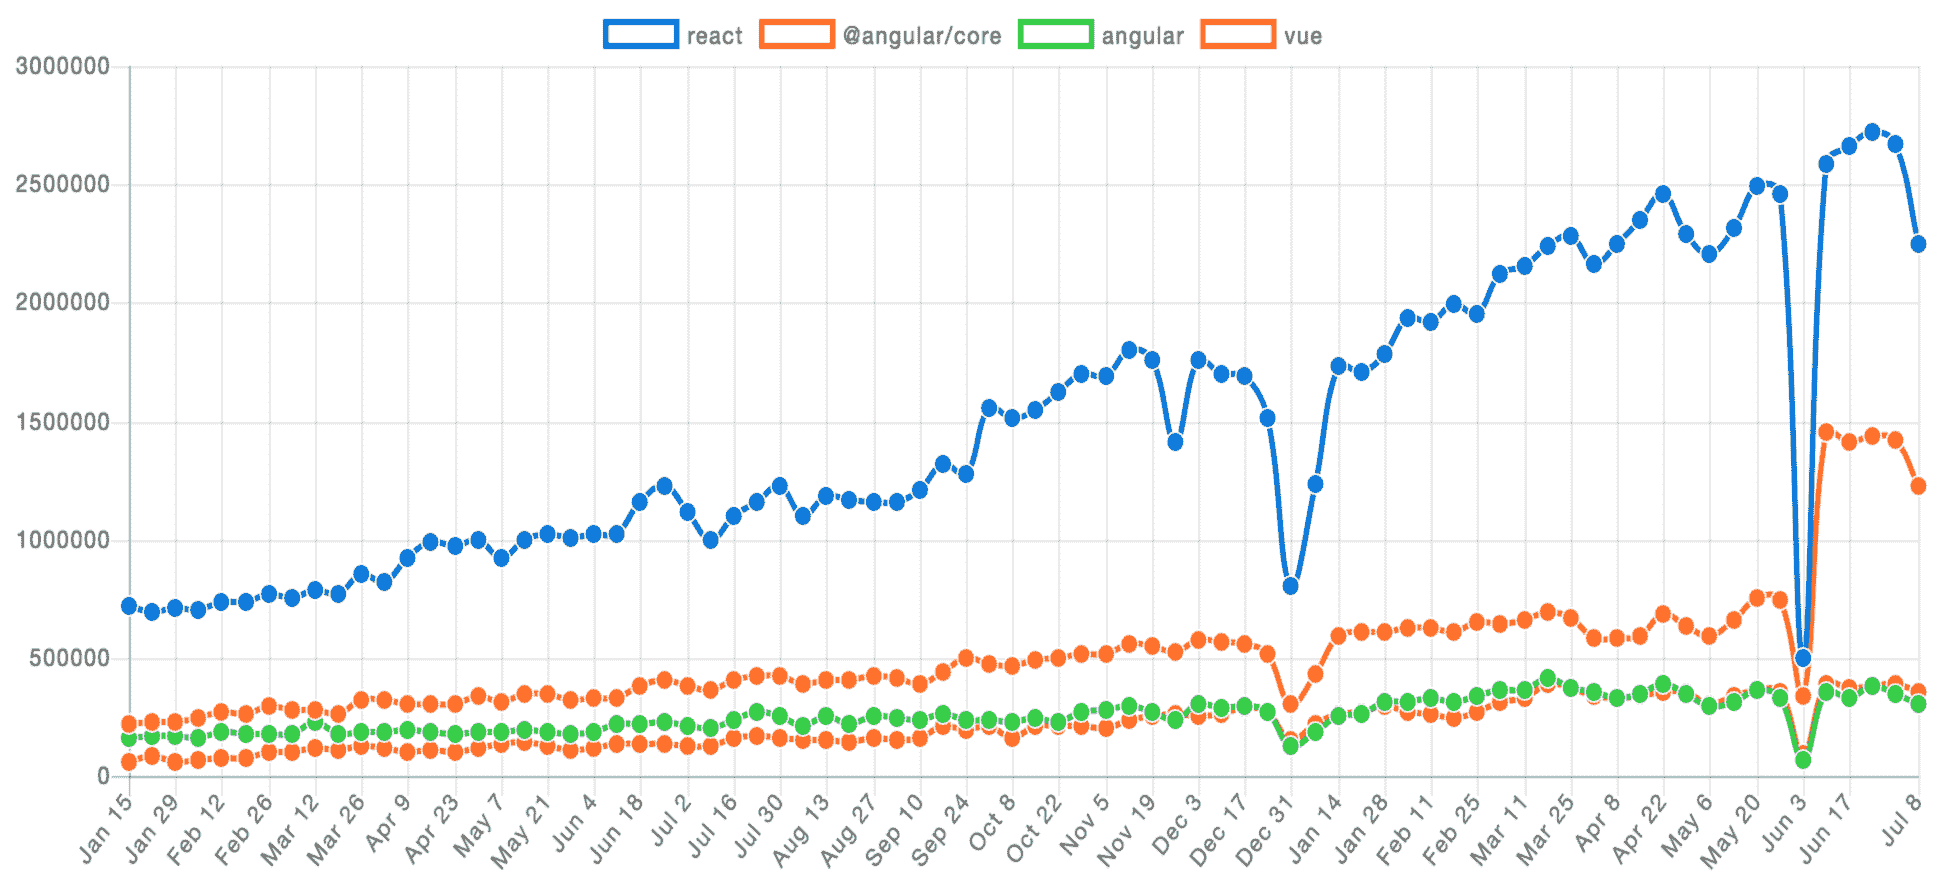 react @angular/core angular vue
3000000
2500000
2000000
1500000
1000000
500000
0
Jan 15
Jan 29
Feb 12
Feb 26
Mar 12
Mar 26
Apr 9
Apr 23
May 7
May 21
Jun 4
Jun 18
Jul 2
Jul 16
Jul 30
Aug 13
Aug 27
Sep 10
Sep 24
Oct 8
Oct 22
Nov 5
Nov 19
Dec 3
Dec 17
Dec 31
Jan 14
Jan 28
Feb 11
Feb 25
Mar 11
Mar 25
Apr 8
Apr 22
May 6
May 20
Jun 3
Jun 17
Jul 8